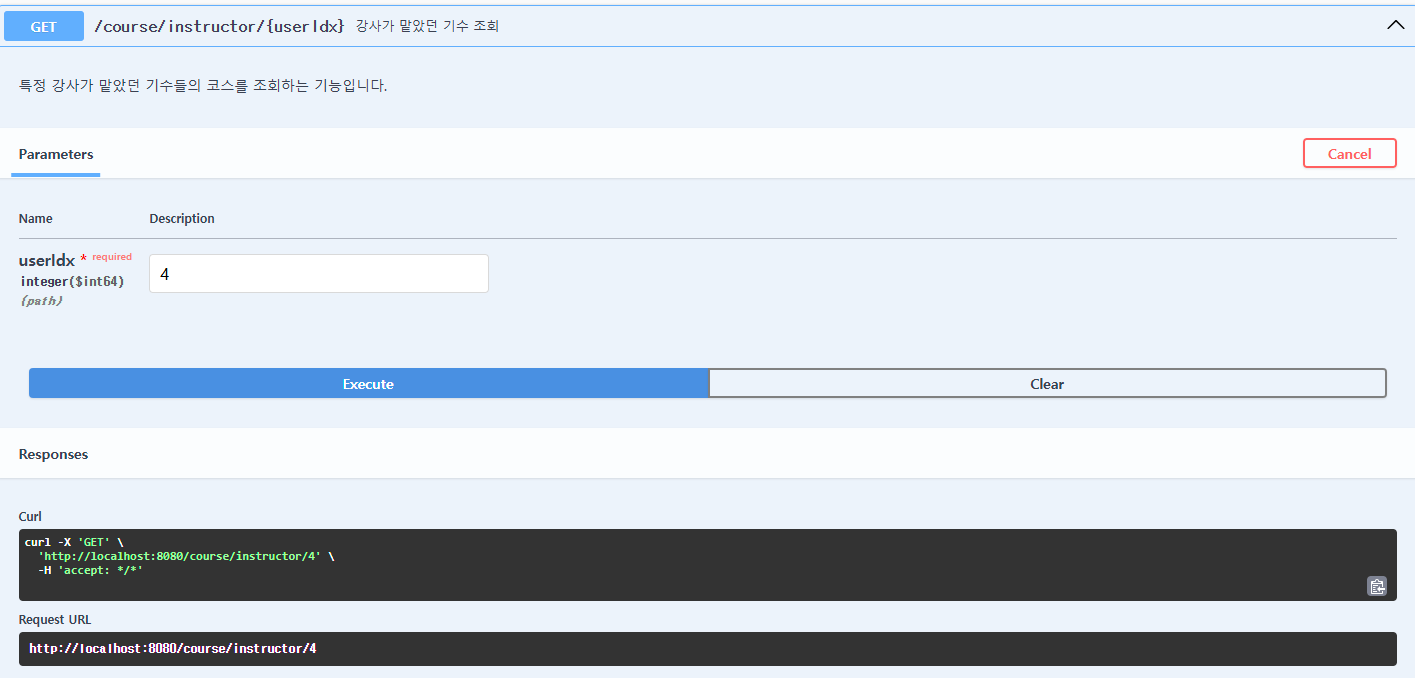 GET /course/instructor/{userIdx} 강사가 맡았던 기수 조회
특정 강사가 맡았던 기수들의 코스를 조회하는 기능입니다.
Parameters Cancel
Name Description
userIdx * required
integer($int64)
(path)
4
Execute Clear
Responses
Curl
curl -X 'GET' \
'http://localhost:8080/course/instructor/4' \
-H 'accept: */*'
Request URL
http://localhost:8080/course/instructor/4